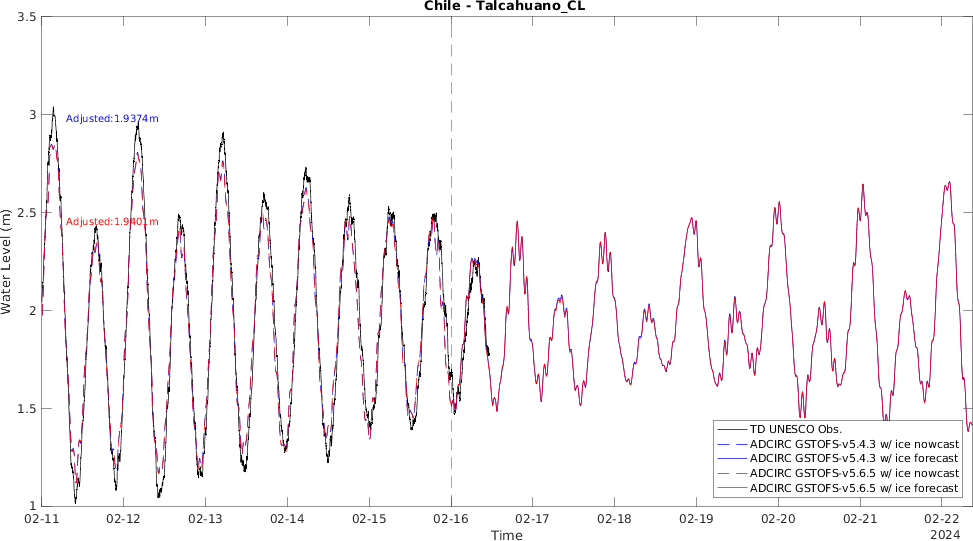 Chile - Talcahuano_CL
3.5
3
2.5
2
1.5
1
Water Level (m)
Adjusted:1.9374m
Adjusted:1.9401m
TD UNESCO Obs.
ADCIRC GSTOFS-v5.4.3 w/ ice nowcast
ADCIRC GSTOFS-v5.4.3 w/ ice forecast
ADCIRC GSTOFS-v5.6.5 w/ ice nowcast
ADCIRC GSTOFS-v5.6.5 w/ ice forecast
02-11 02-12 02-13 02-14 02-15 02-16 02-17 02-18 02-19 02-20 02-21 02-22
2024
Time